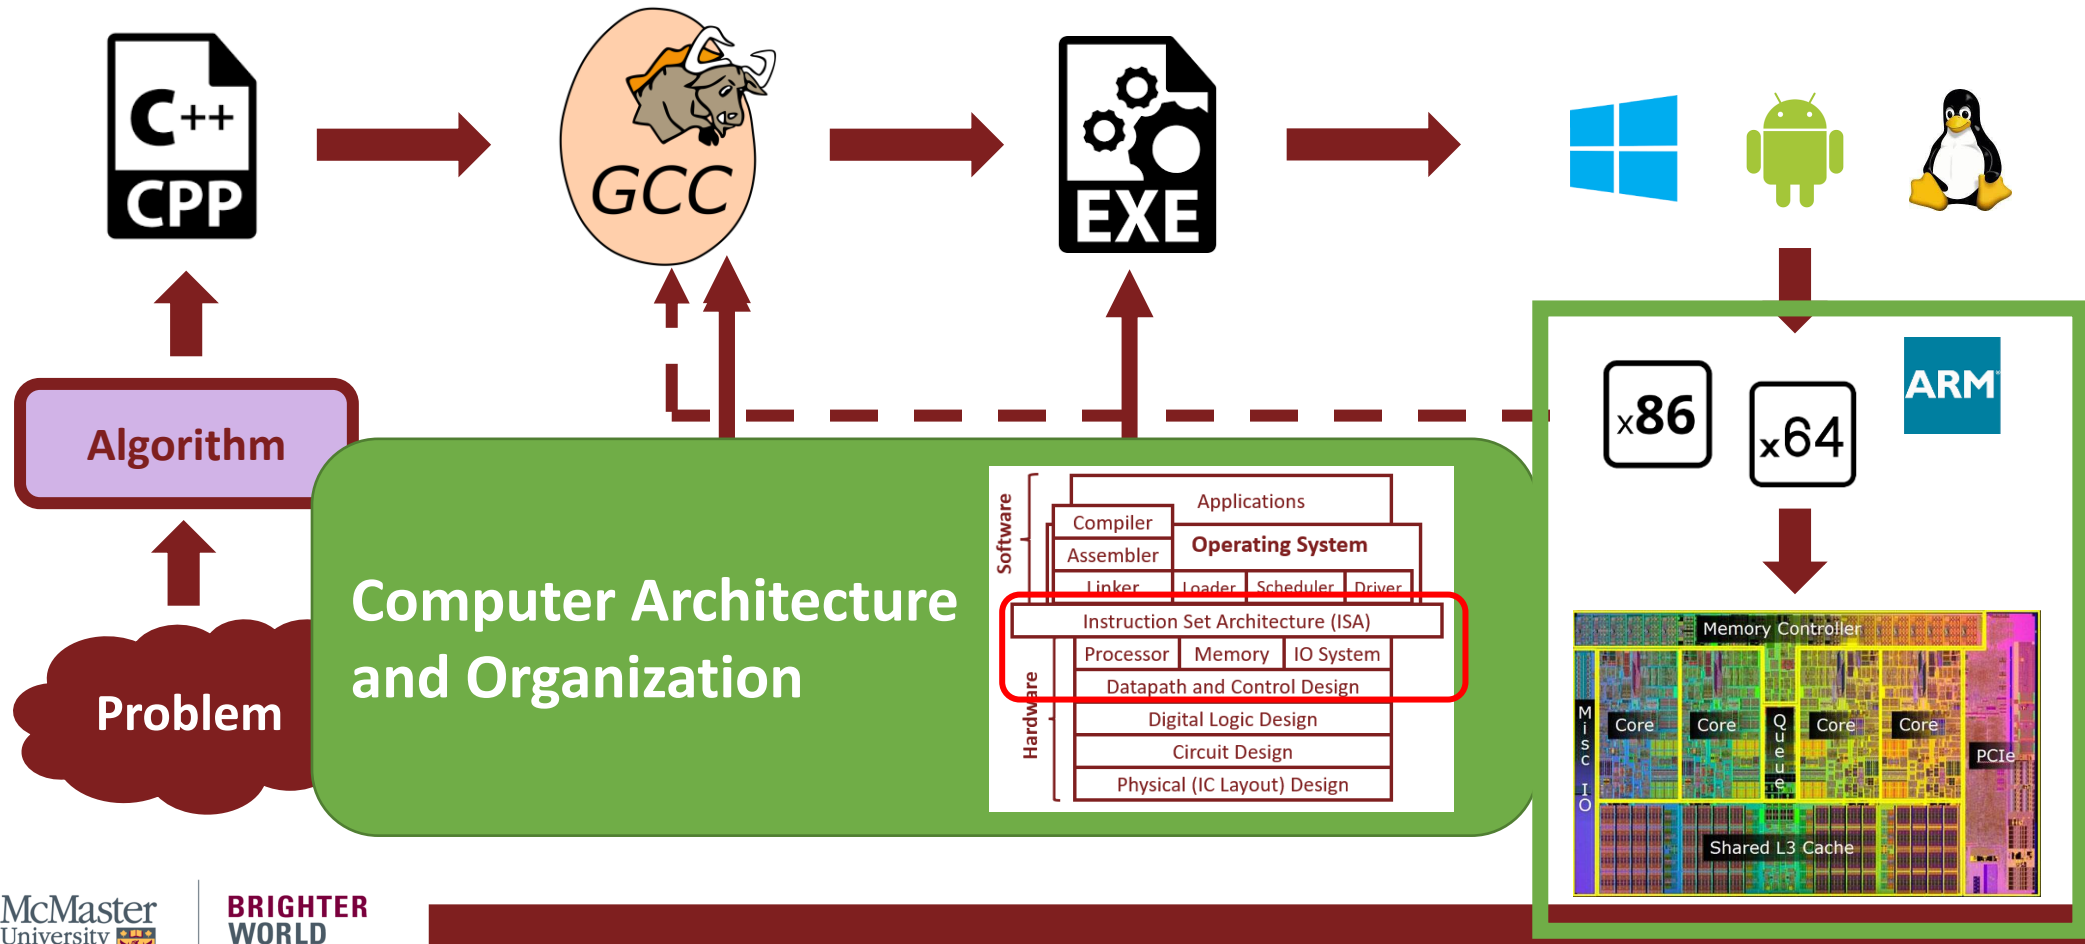 C++
CPP
GCC
EXE
Algorithm
Problem
Computer Architecture
and Organization
Software
Applications
Compiler
Assembler
Operating System
Linker
Loader
Scheduler
Driver
Instruction Set Architecture (ISA)
Hardware
Processor
Memory
IO System
Datapath and Control Design
Digital Logic Design
Circuit Design
Physical (IC Layout) Design
x86
x64
ARM
Memory Controller
Misc IO
Core
Core
Queue
Core
Core
PCIe
Shared L3 Cache
McMaster
University
BRIGHTER
WORLD